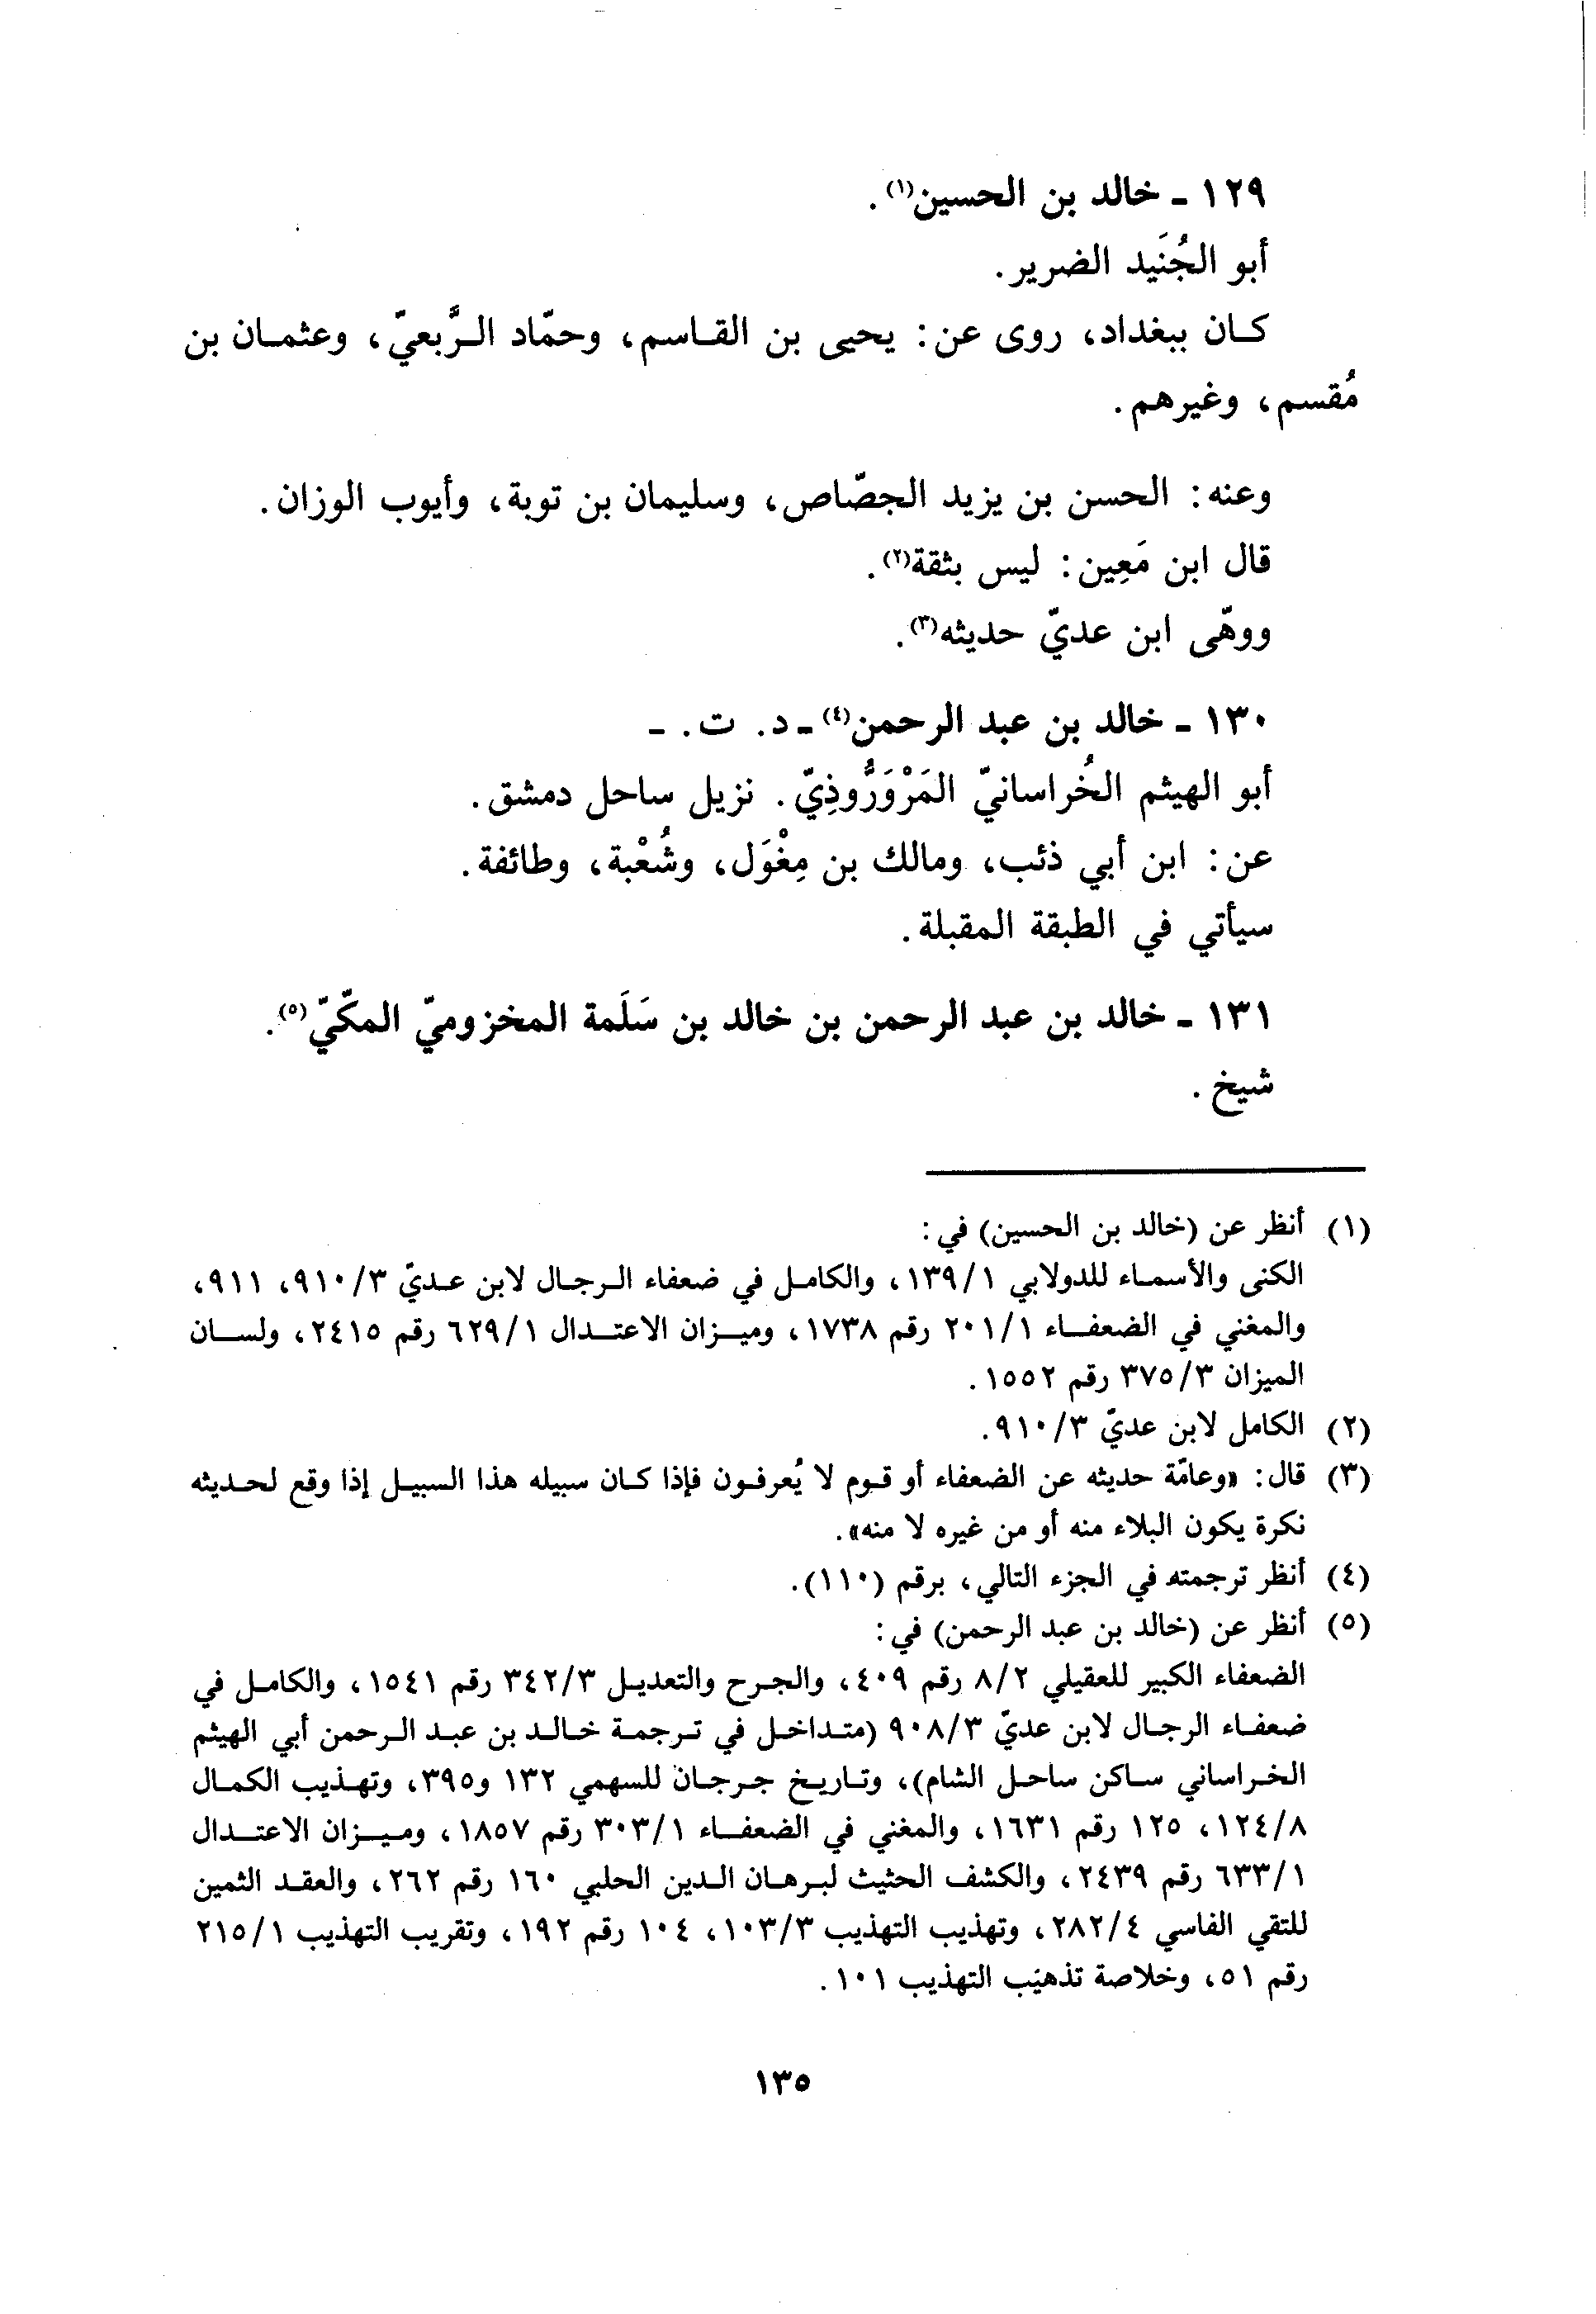 ١٢٩ - خالد بن الحسين(١).
أبو الجُنَيد الضرير.
كان ببغداد، روى عن: يحيى بن القاسم، وحمّاد الرَّبعيّ، وعثمان بن
مُقسم، وغيرهم.
وعنه: الحسن بن يزيد الجصّاص، وسليمان بن توبة، وأيوب الوزان.
قال ابن مَعِين: ليس بثقة(٢).
ووهّى ابن عديّ حديثه(٣).
١٣٠ - خالد بن عبد الرحمن(٤) - د. ت. -
أبو الهيثم الخُراسانيّ المَرْوَرُّوذِيّ. نزيل ساحل دمشق.
عن: ابن أبي ذئب، ومالك بن مِغْوَل، وشُعْبة، وطائفة.
سيأتي في الطبقة المقبلة.
١٣١ - خالد بن عبد الرحمن بن خالد بن سَلَمة المخزوميّ المكّيّ(٥).
شيخ.
(١) أنظر عن (خالد بن الحسين) في:
الكنى والأسماء للدولابي ١٣٩/١، والكامل في ضعفاء الرجال لابن عديّ ٩١٠/٣، ٩١١،
والمغني في الضعفاء ٢٠١/١ رقم ١٧٣٨، وميزان الاعتدال ٦٢٩/١ رقم ٢٤١٥، ولسان
الميزان ٣٧٥/٣ رقم ١٥٥٢.
(٢) الكامل لابن عديّ ٩١٠/٣.
(٣) قال: «وعامّة حديثه عن الضعفاء أو قوم لا يُعرفون فإذا كان سبيله هذا السبيل إذا وقع لحديثه
نكرة يكون البلاء منه أو من غيره لا منه».
(٤) أنظر ترجمته في الجزء التالي، برقم (١١٠).
(٥) أنظر عن (خالد بن عبد الرحمن) في:
الضعفاء الكبير للعقيلي ٨/٢ رقم ٤٠٩، والجرح والتعديل ٣٤٢/٣ رقم ١٥٤١، والكامل في
ضعفاء الرجال لابن عديّ ٩٠٨/٣ (متداخل في ترجمة خالد بن عبد الرحمن أبي الهيثم
الخراساني ساكن ساحل الشام)، وتاريخ جرجان للسهمي ١٣٢ و٣٩٥، وتهذيب الكمال
١٢٤/٨، ١٢٥ رقم ١٦٣١، والمغني في الضعفاء ٣٠٣/١ رقم ١٨٥٧، وميزان الاعتدال
٦٣٣/١ رقم ٢٤٣٩، والكشف الحثيث لبرهان الدين الحلبي ١٦٠ رقم ٢٦٢، والعقد الثمين
للتقي الفاسي ٢٨٢/٤، وتهذيب التهذيب ١٠٣/٣، ١٠٤ رقم ١٩٢، وتقريب التهذيب ٢١٥/١
رقم ٥١، وخلاصة تذهيب التهذيب ١٠١.
١٣٥